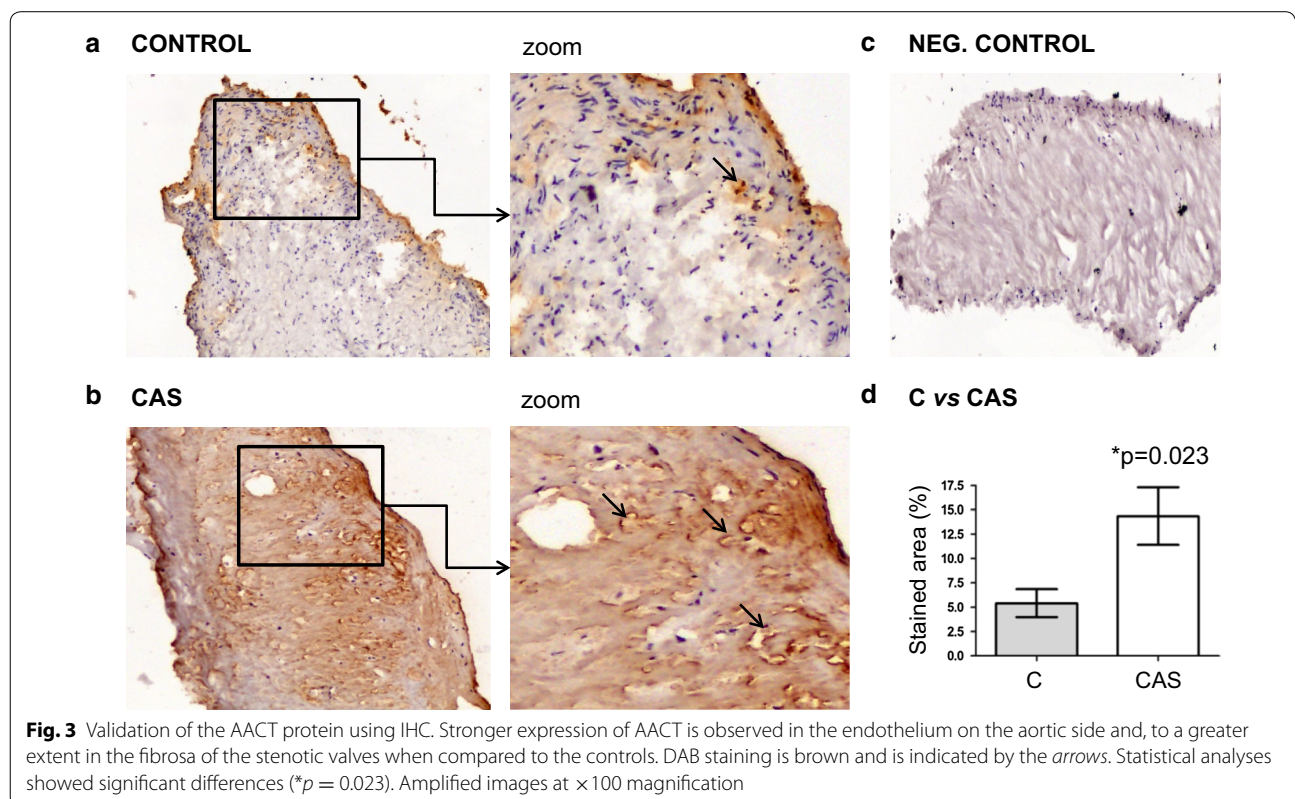 a CONTROL
zoom
c NEG. CONTROL
b CAS
zoom
d C vs CAS
*p=0.023
Stained area (%)
17.5
15.0
12.5
10.0
7.5
5.0
2.5
0.0
C CAS
Fig. 3 Validation of the AACT protein using IHC. Stronger expression of AACT is observed in the endothelium on the aortic side and, to a greater
extent in the fibrosa of the stenotic valves when compared to the controls. DAB staining is brown and is indicated by the arrows. Statistical analyses
showed significant differences (*p = 0.023). Amplified images at ×100 magnification